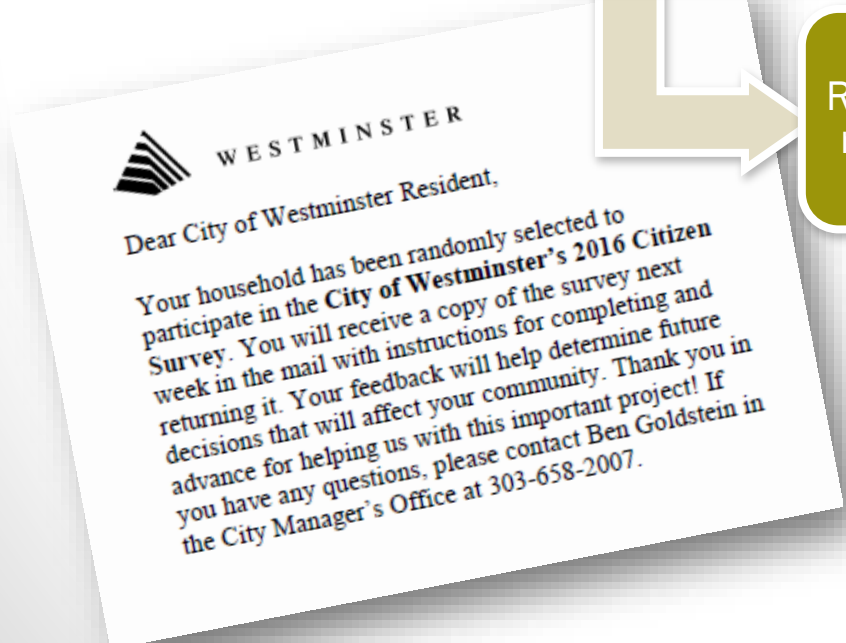 WESTMINSTER
Dear City of Westminster Resident,
Your household has been randomly selected to
participate in the City of Westminster's 2016 Citizen
Survey. You will receive a copy of the survey next
week in the mail with instructions for completing and
returning it. Your feedback will help determine future
decisions that will affect your community. Thank you in
advance for helping us with this important project! If
you have any questions, please contact Ben Goldstein in
the City Manager's Office at 303-658-2007.